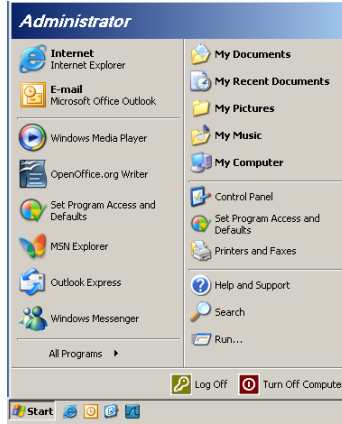 Administrator
Internet
Internet Explorer
E-mail
Microsoft Office Outlook
Windows Media Player
OpenOffice.org Writer
Set Program Access and
Defaults
MSN Explorer
Outlook Express
Windows Messenger
All Programs
My Documents
My Recent Documents
My Pictures
My Music
My Computer
Control Panel
Set Program Access and
Defaults
Printers and Faxes
Help and Support
Search
Run...
Log Off
Turn Off Compute
Start